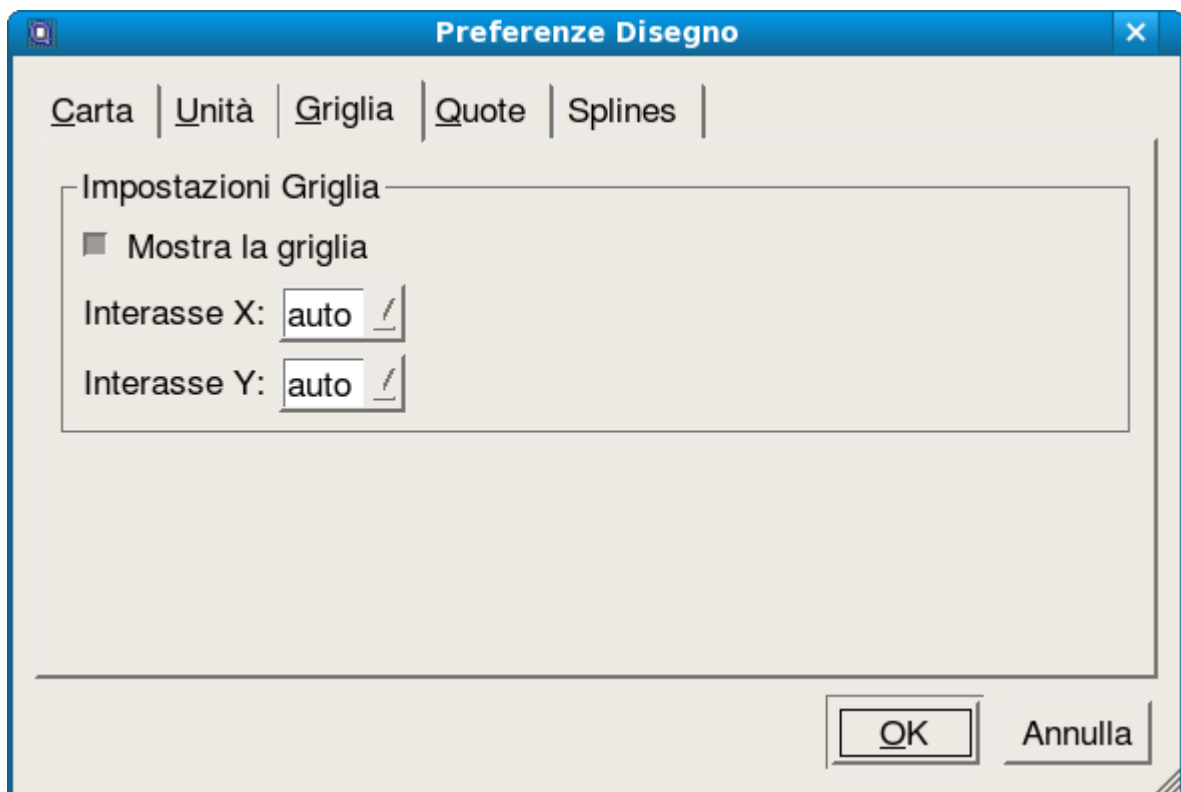 Preferenze Disegno
Carta Unità Griglia Quote Splines
Impostazioni Griglia
Mostra la griglia
Interasse X: auto
Interasse Y: auto
OK Annulla